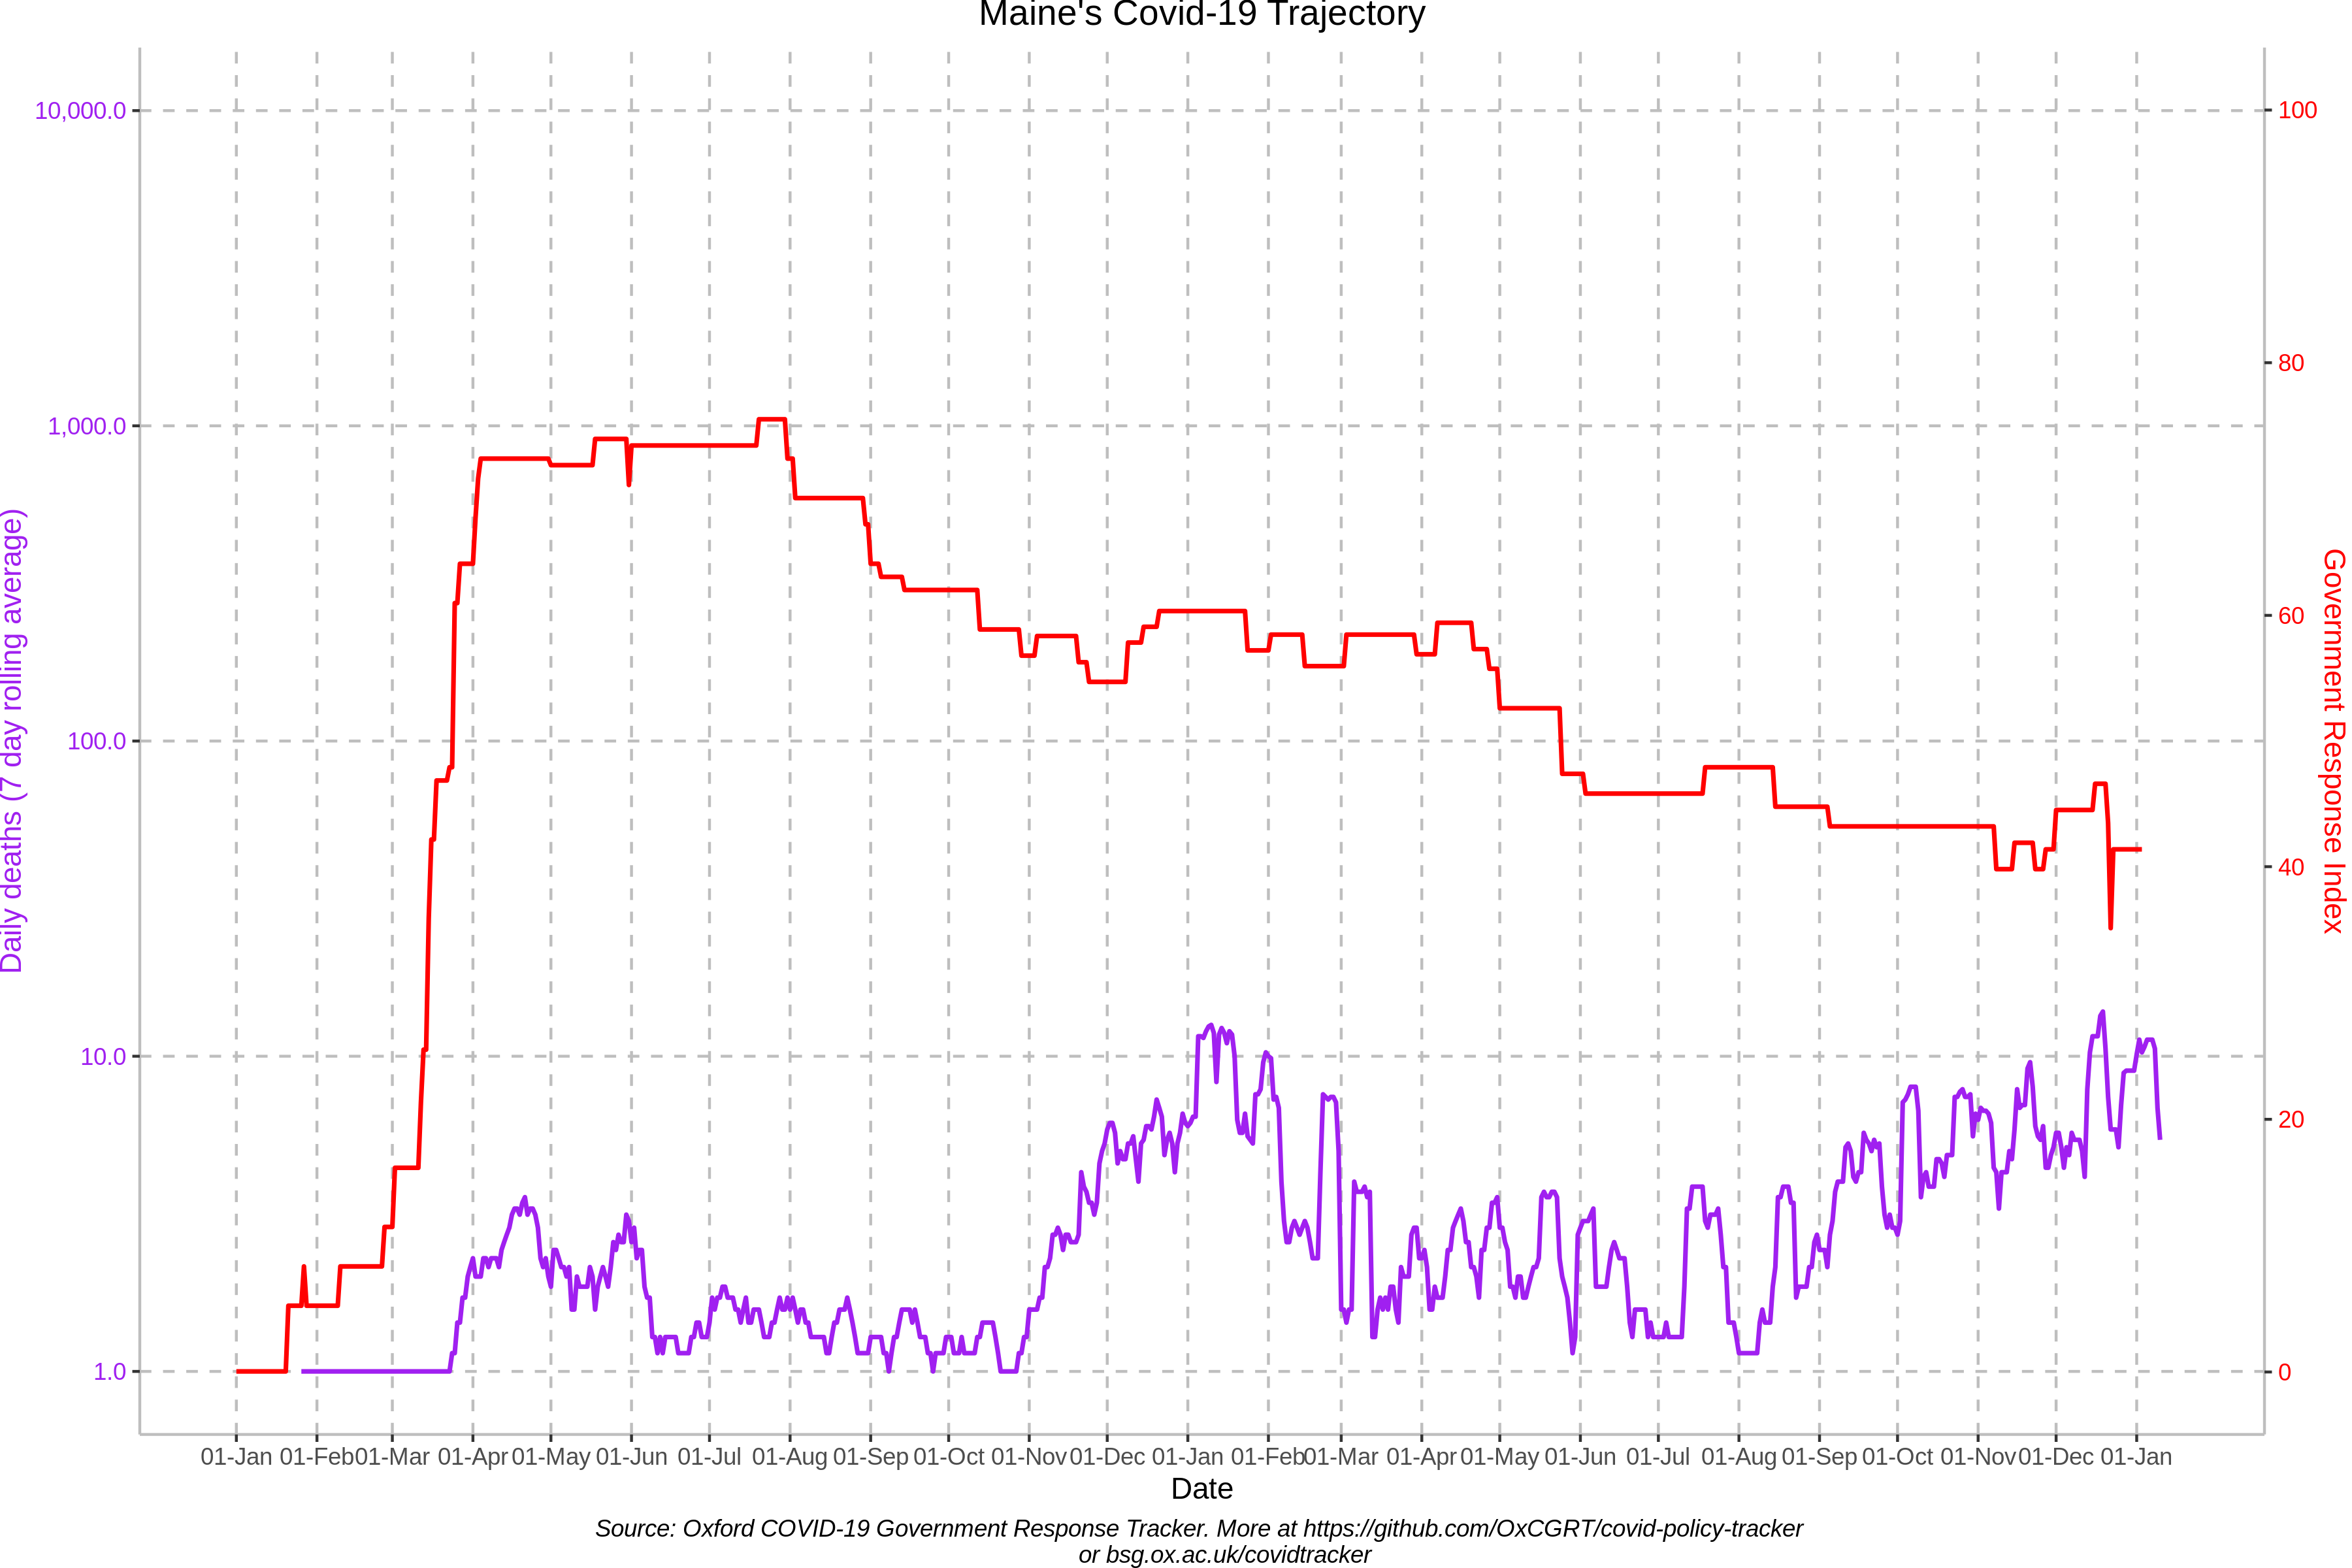 Maine's Covid-19 Trajectory
10,000.0
1,000.0
100.0
10.0
1.0
Daily deaths (7 day rolling average)
100
80
60
40
20
0
Government Response Index
01-Jan 01-Feb 01-Mar 01-Apr 01-May 01-Jun 01-Jul 01-Aug 01-Sep 01-Oct 01-Nov 01-Dec 01-Jan 01-Feb 01-Mar 01-Apr 01-May 01-Jun 01-Jul 01-Aug 01-Sep 01-Oct 01-Nov 01-Dec 01-Jan
Date
Source: Oxford COVID-19 Government Response Tracker. More at https://github.com/OxCGRT/covid-policy-tracker
or bsg.ox.ac.uk/covidtracker